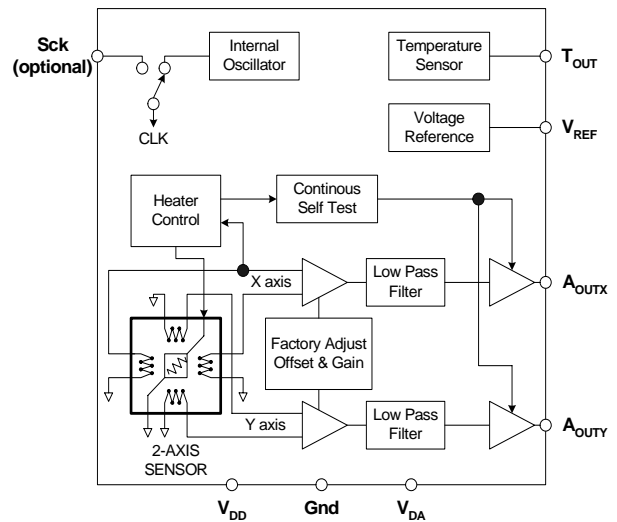 Sck
(optional)
Internal
Oscillator
CLK
Temperature
Sensor
TOUT
Voltage
Reference
VREF
Heater
Control
Continous
Self Test
X axis
Low Pass
Filter
AOUTX
Factory Adjust
Offset & Gain
Y axis
Low Pass
Filter
AOUTY
2-AXIS
SENSOR
VDD
Gnd
VDA